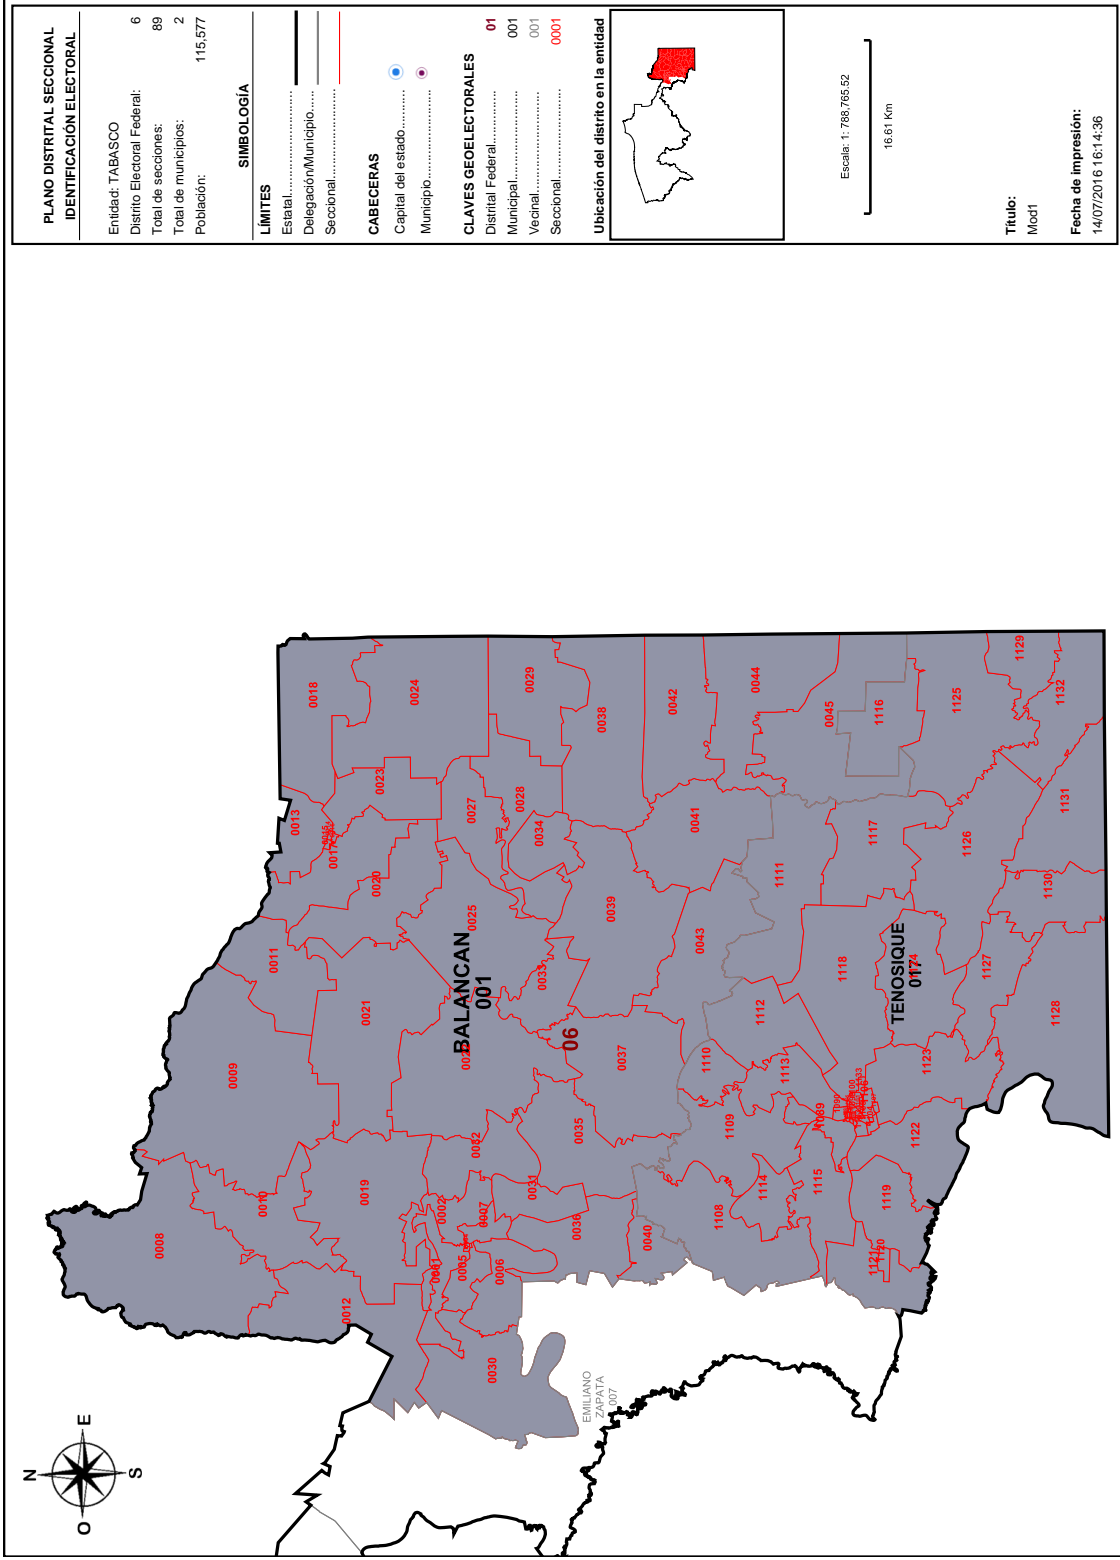 PLANO DISTRITAL SECCIONAL
IDENTIFICACIÓN ELECTORAL
Entidad: TABASCO
Distrito Electoral Federal: 6
Total de secciones: 89
Total de municipios: 2
Población: 115,577
SIMBOLOGÍA
LÍMITES
Estatal
Delegación/Municipio
Seccional
CABECERAS
Capital del estado
Municipio
CLAVES GEOELECTORALES
Distrital Federal 01
Municipal 001
Vecinal 001
Seccional 0001
Ubicación del distrito en la entidad
Escala: 1: 788,765.52
16.61 Km
Título:
Mod1
Fecha de impresión:
14/07/2016 16:14:36
N
O
E
S
0008
0009
0010
0011
0012
0013
0018
0017
0023
0024
0020
0021
0019
0002
0007
0005
0006
0030
0031
0036
0035
0037
0025
0027
0028
0029
0034
0033
0038
0039
0040
0041
0042
0043
0044
0045
BALANCAN
001
06
EMILIANO
ZAPATA
007
1108
1109
1110
1111
1112
1113
1114
1115
1116
1117
1118
TENOSIQUE
017
1119
1120
1121
1122
1123
1125
1126
1127
1128
1129
1130
1131
1132